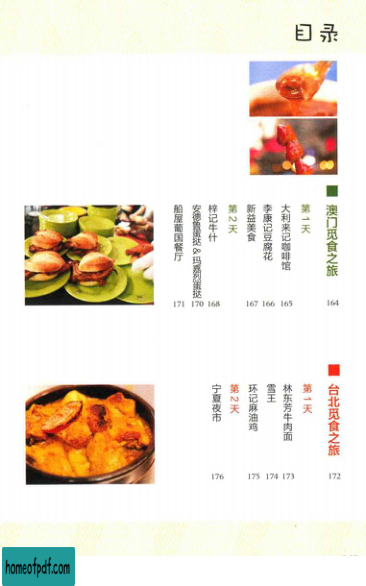 目录
澳门觅食之旅
164
第1天
大利来记咖啡馆
165
李康记豆腐花
166
新益美食
167
第2天
梓记牛什
168
安德鲁蛋挞&玛嘉烈蛋挞
170
船屋葡国餐厅
171
台北觅食之旅
172
第1天
林东芳牛肉面
173
雪王
174
环记麻油鸡
175
第2天
宁夏夜市
176
homeofpdf.com